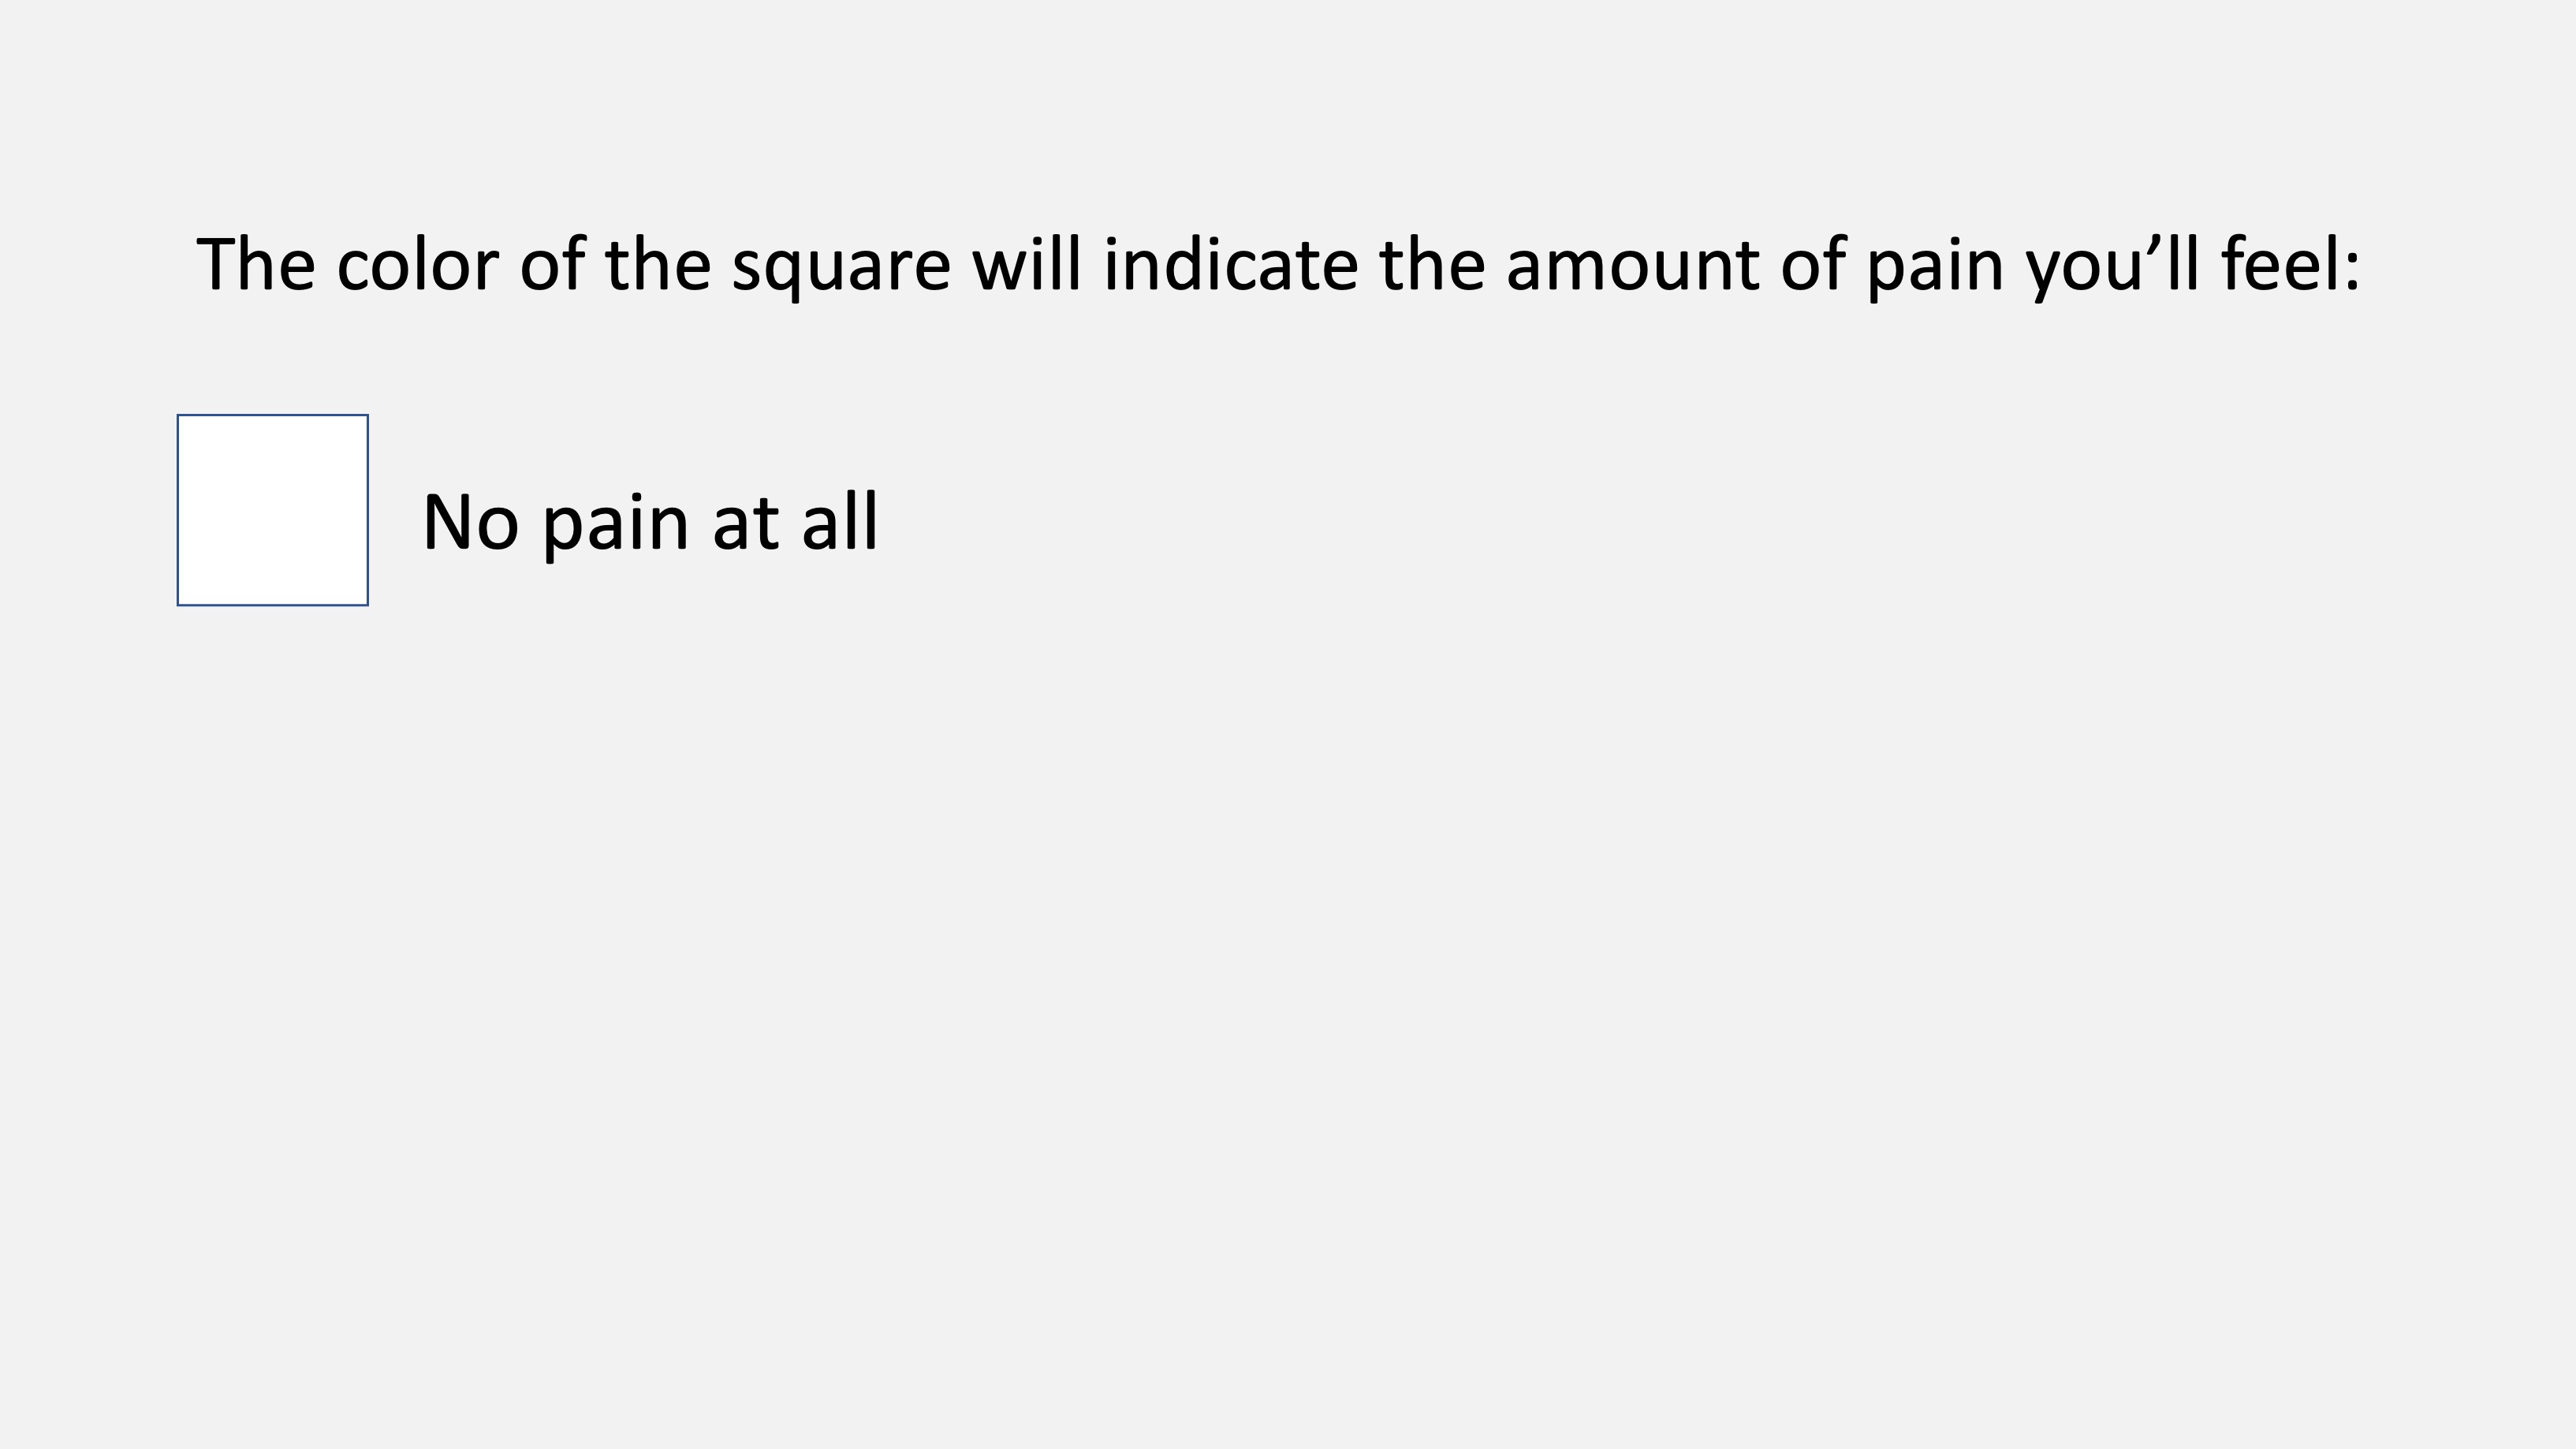 The color of the square will indicate the amount of pain you’ll feel:
No pain at all